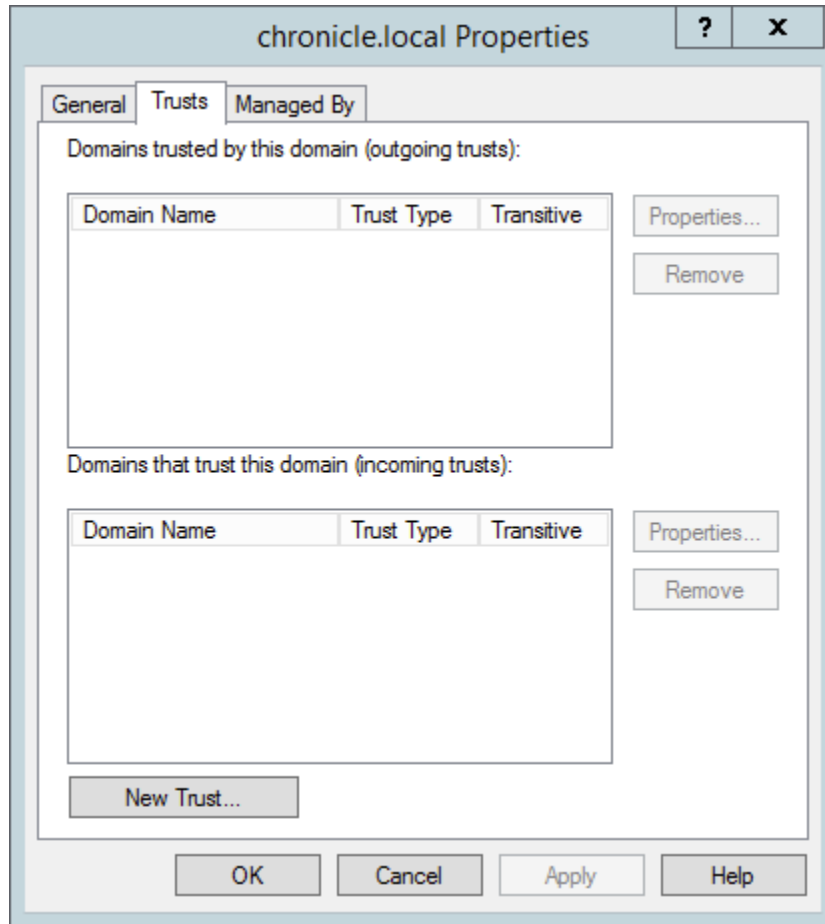 chronicle.local Properties ? x
General Trusts Managed By
Domains trusted by this domain (outgoing trusts):
Domain Name Trust Type Transitive
Properties...
Remove
Domains that trust this domain (incoming trusts):
Domain Name Trust Type Transitive
Properties...
Remove
New Trust...
OK Cancel Apply Help